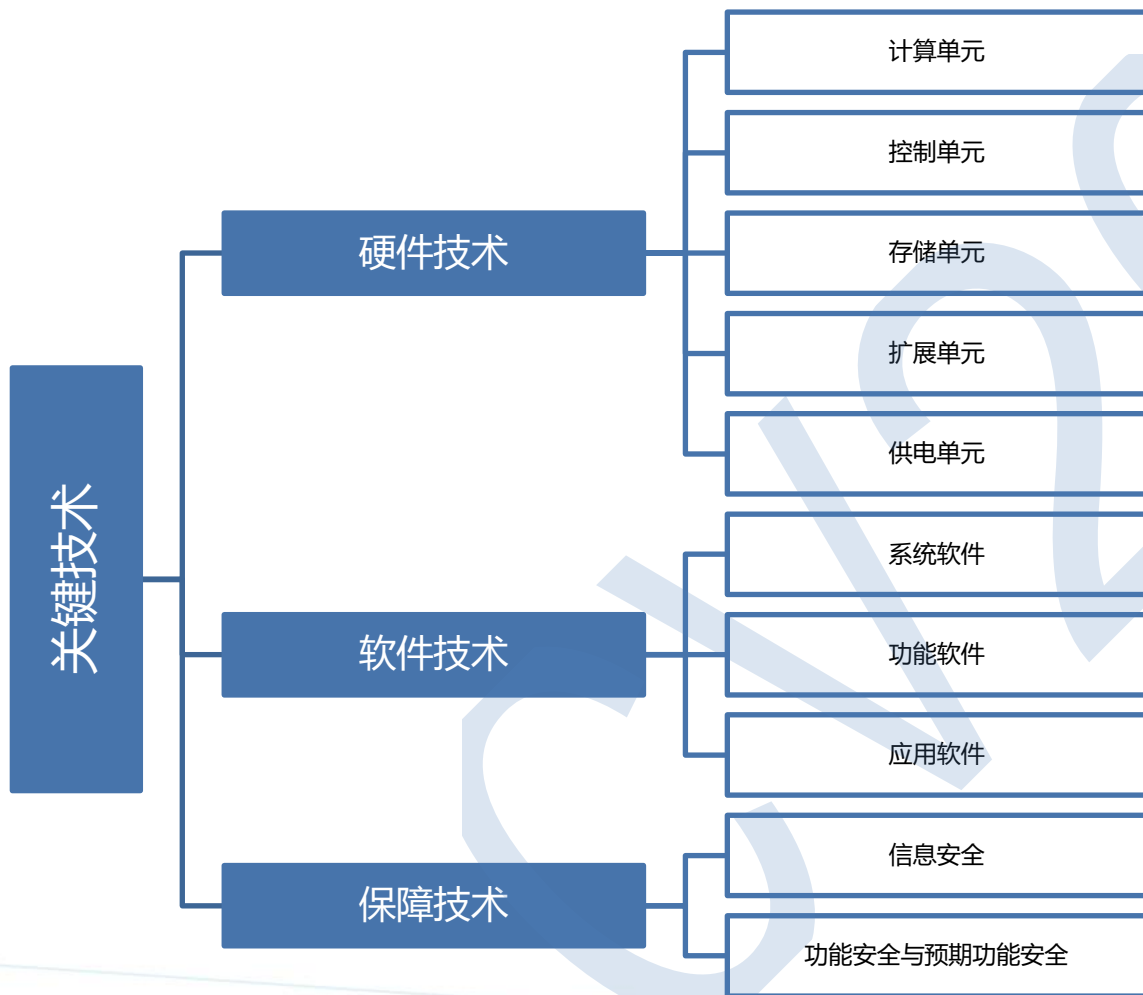 关键技术
硬件技术
计算单元
控制单元
存储单元
扩展单元
供电单元
软件技术
系统软件
功能软件
应用软件
保障技术
信息安全
功能安全与预期功能安全